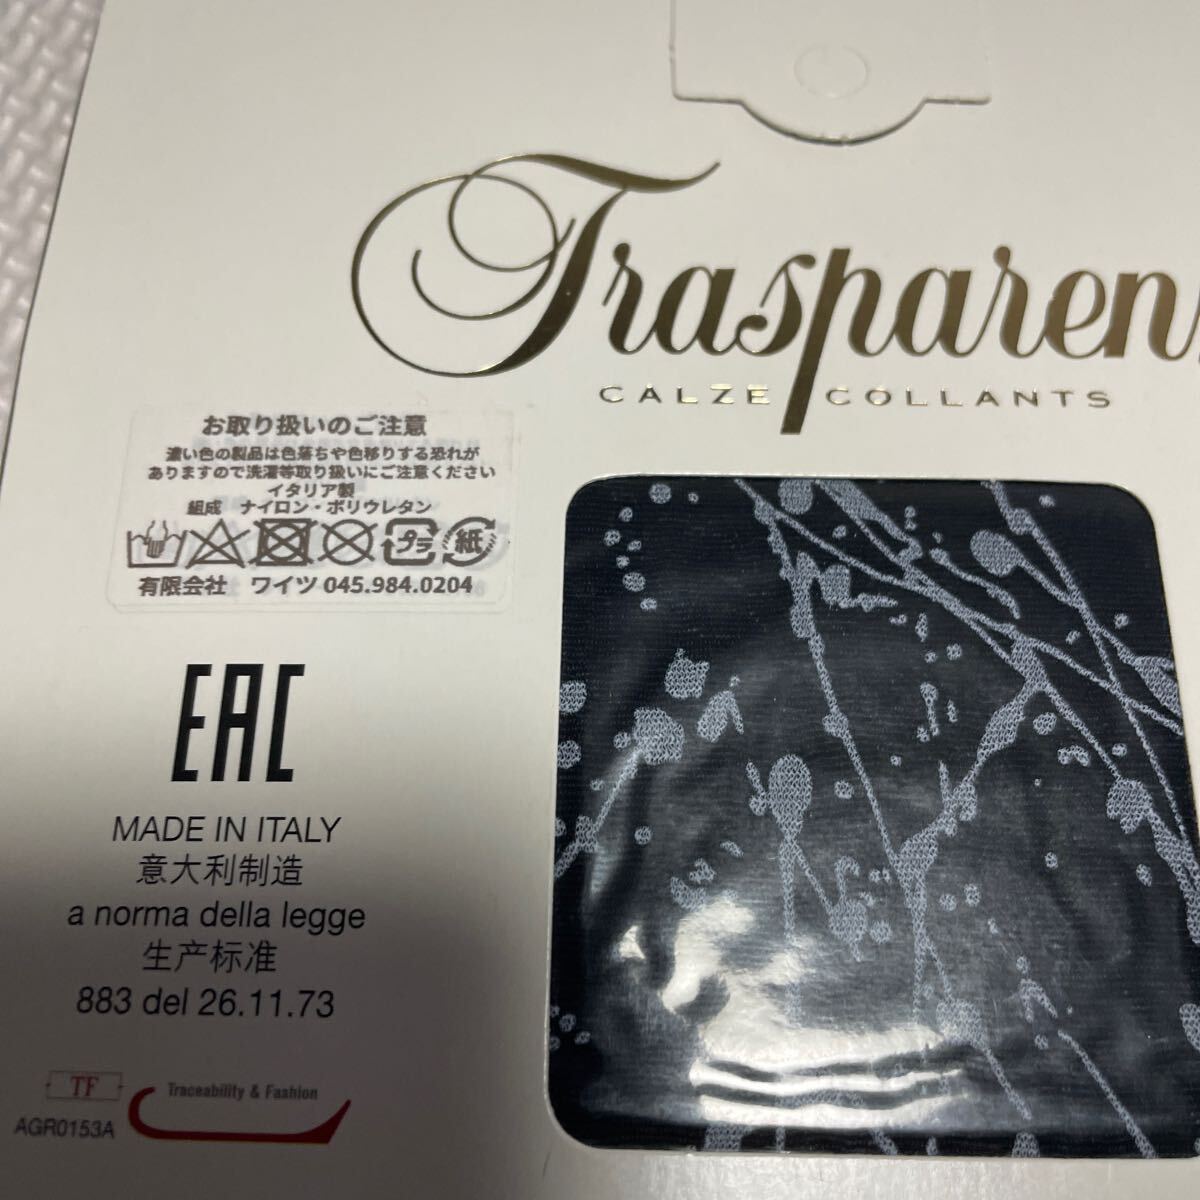 Trasparen
CALZE COLLANTS
お取り扱いのご注意
濃い色の製品は色落ちや色移りする恐れが
ありますので洗濯等取り扱いにご注意ください
イタリア製
組成 ナイロン・ポリウレタン
プラ 紙
有限会社 ワイツ 045.984.0204
EAC
MADE IN ITALY
意大利制造
a norma della legge
生产标准
883 del 26.11.73
TF
Traceability & Fashion
AGR0153A